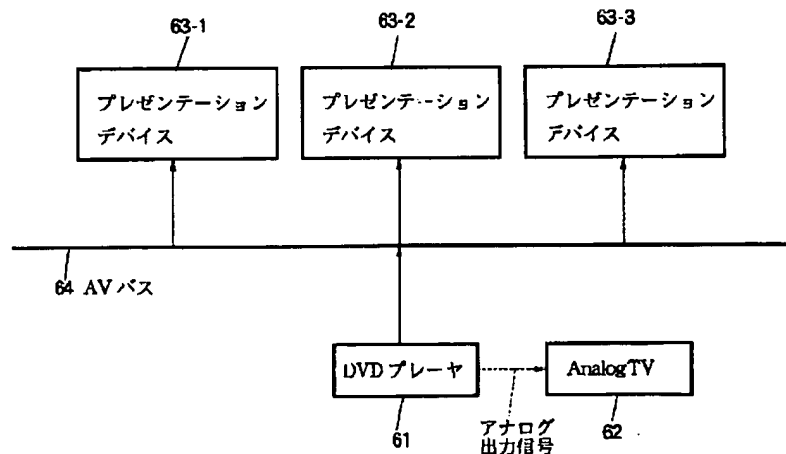 63-1
63-2
63-3
プレゼンテーション
デバイス
プレゼンテーション
デバイス
プレゼンテーション
デバイス
64 AVバス
DVDプレーヤ
AnalogTV
61
アナログ
出力信号
62